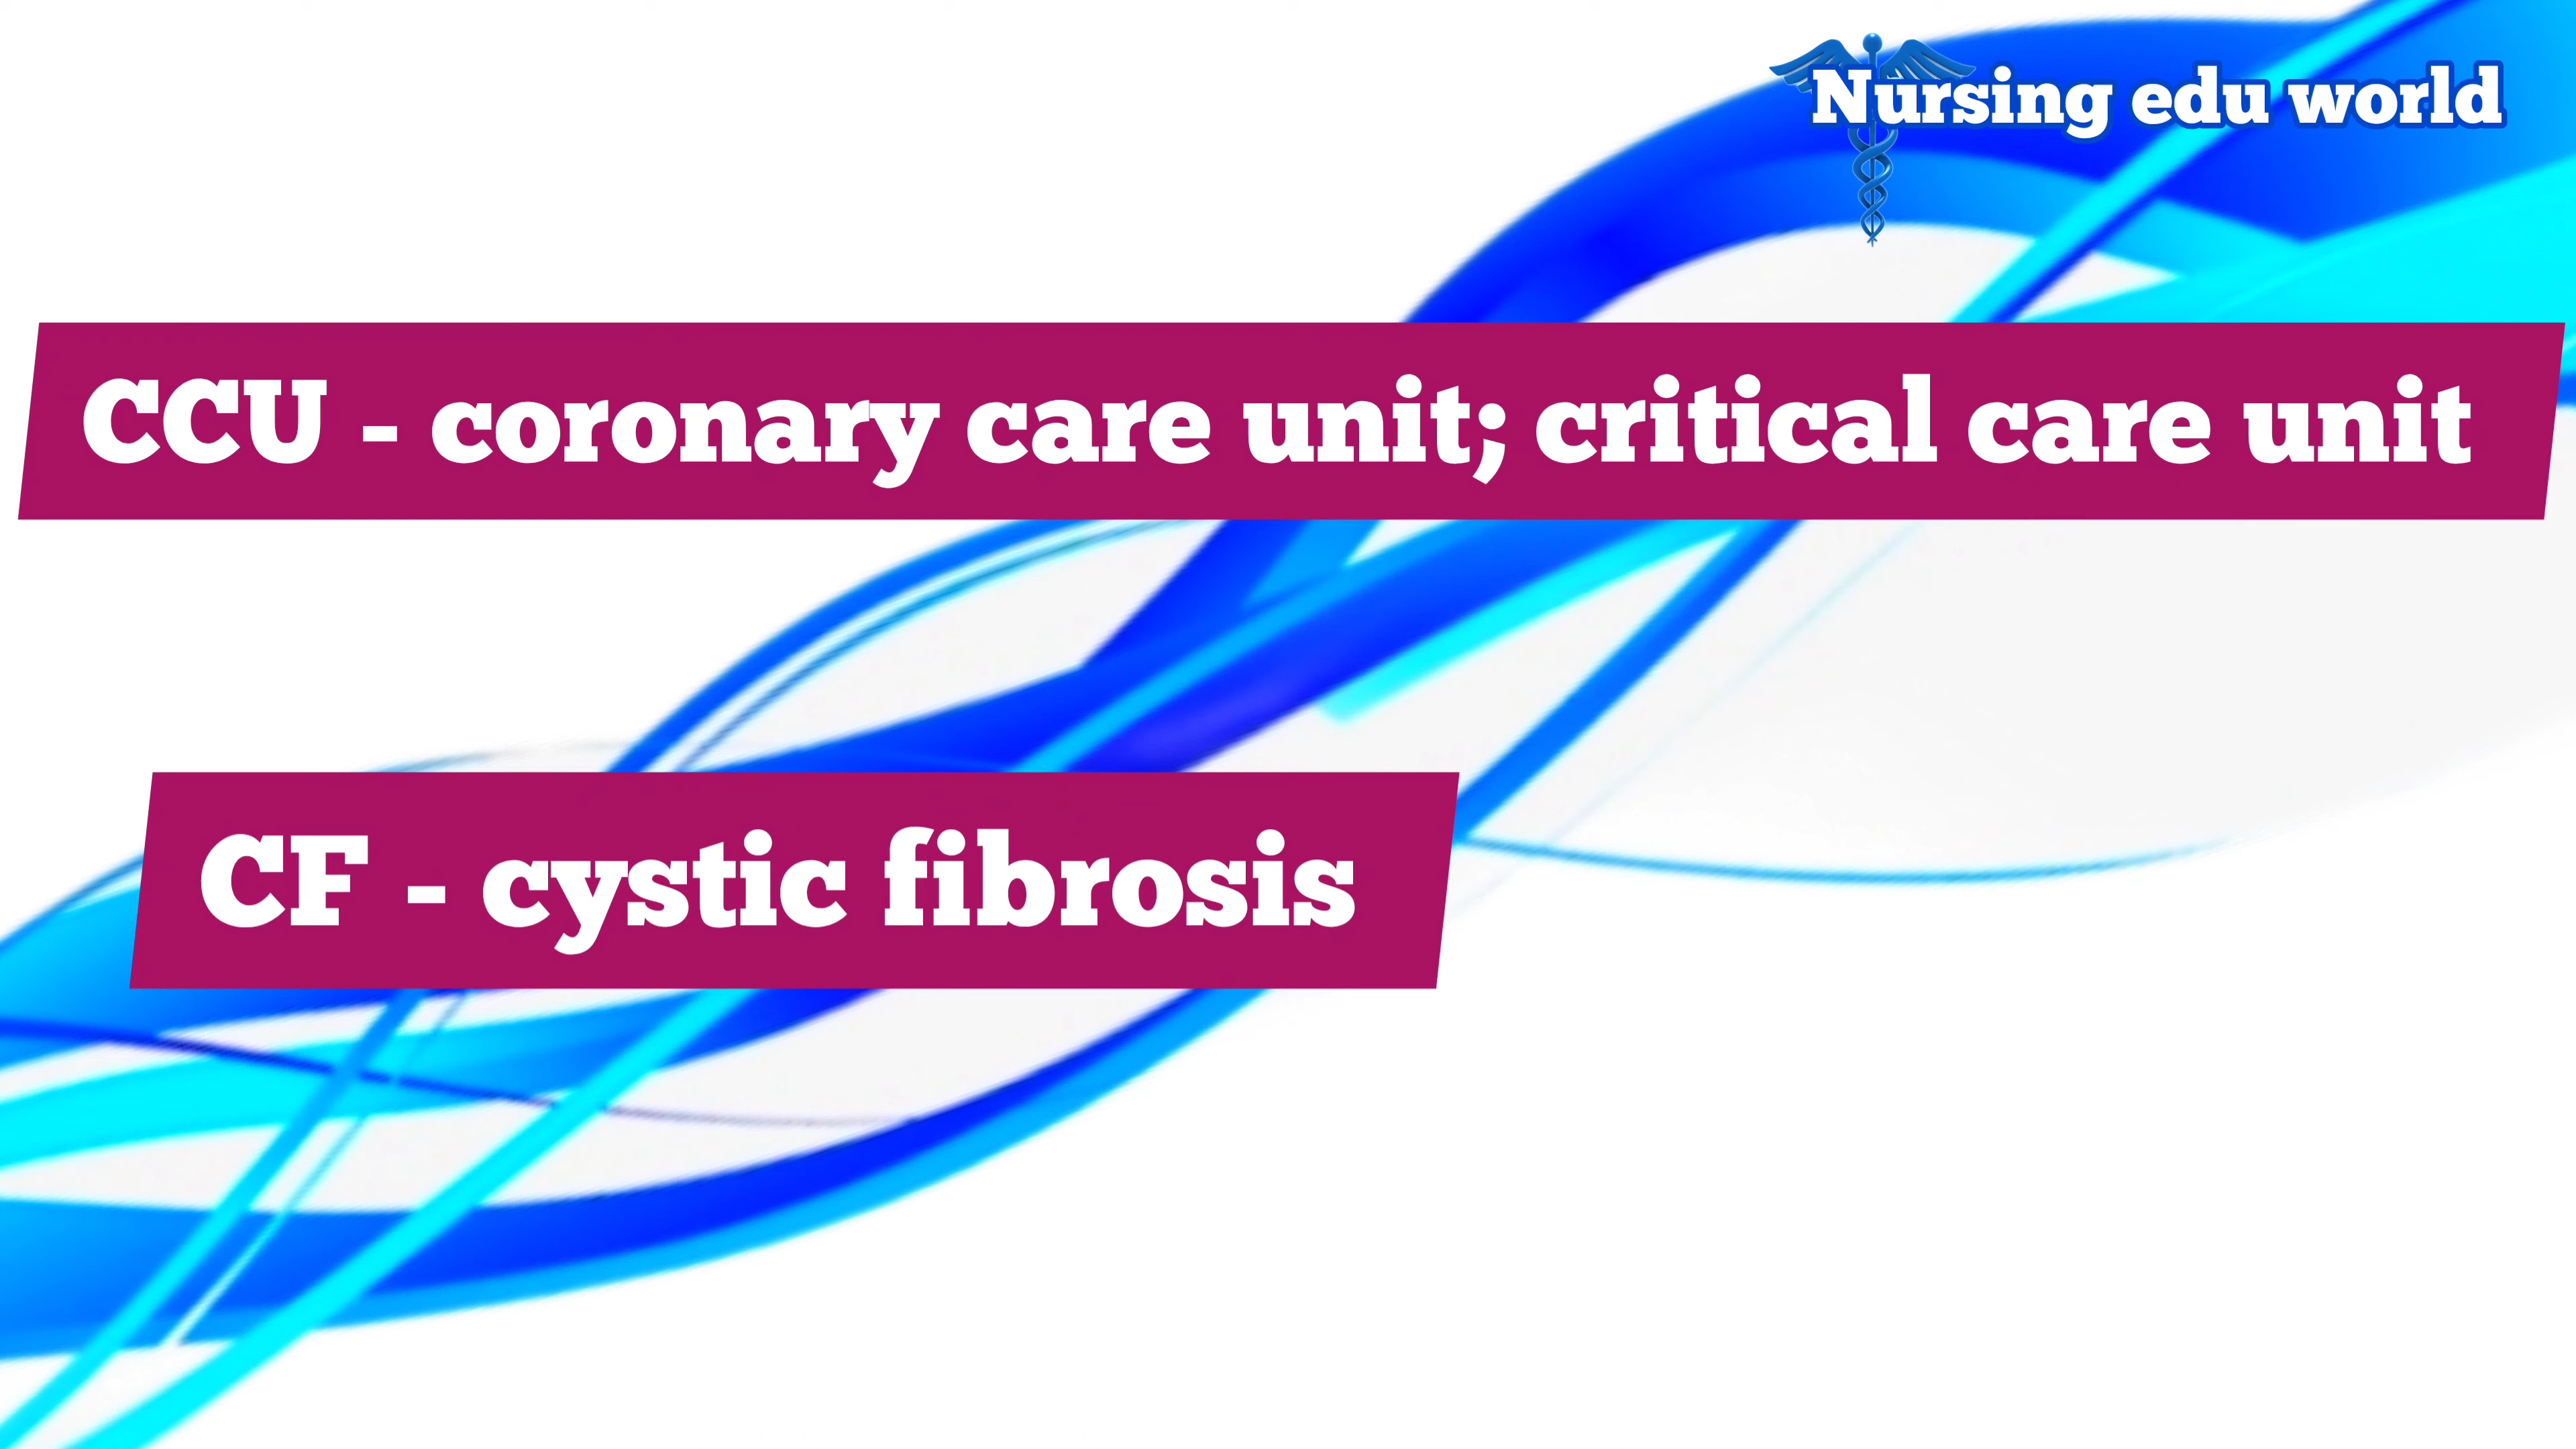 Nursing edu world
CCU - coronary care unit; critical care unit
CF - cystic fibrosis